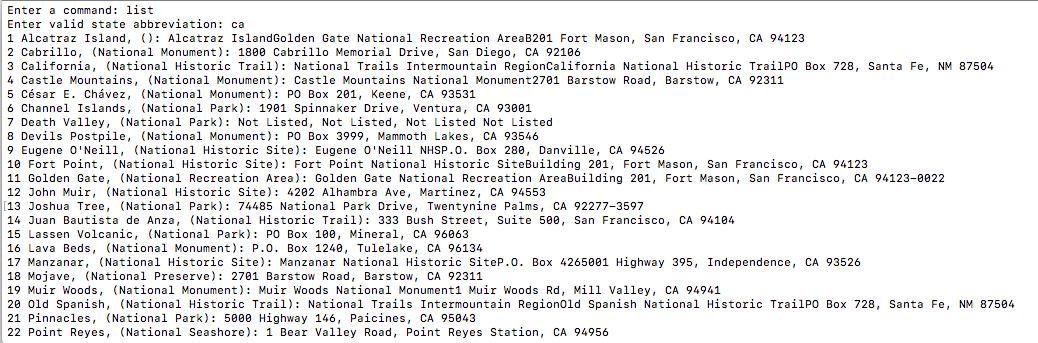 Enter a command: list
Enter valid state abbreviation: ca
1 Alcatraz Island, (): Alcatraz IslandGolden Gate National Recreation AreaB201 Fort Mason, San Francisco, CA 94123
2 Cabrillo, (National Monument): 1800 Cabrillo Memorial Drive, San Diego, CA 92106
3 California, (National Historic Trail): National Trails Intermountain RegionCalifornia National Historic TrailPO Box 728, Santa Fe, NM 87504
4 Castle Mountains, (National Monument): Castle Mountains National Monument2701 Barstow Road, Barstow, CA 92311
5 César E. Chávez, (National Monument): PO Box 201, Keene, CA 93531
6 Channel Islands, (National Park): 1901 Spinnaker Drive, Ventura, CA 93001
7 Death Valley, (National Park): Not Listed, Not Listed, Not Listed Not Listed
8 Devils Postpile, (National Monument): PO Box 3999, Mammoth Lakes, CA 93546
9 Eugene O'Neill, (National Historic Site): Eugene O'Neill NHSP.O. Box 280, Danville, CA 94526
10 Fort Point, (National Historic Site): Fort Point National Historic SiteBuilding 201, Fort Mason, San Francisco, CA 94123
11 Golden Gate, (National Recreation Area): Golden Gate National Recreation AreaBuilding 201, Fort Mason, San Francisco, CA 94123-0022
12 John Muir, (National Historic Site): 4202 Alhambra Ave, Martinez, CA 94553
13 Joshua Tree, (National Park): 74485 National Park Drive, Twentynine Palms, CA 92277-3597
14 Juan Bautista de Anza, (National Historic Trail): 333 Bush Street, Suite 500, San Francisco, CA 94104
15 Lassen Volcanic, (National Park): PO Box 100, Mineral, CA 96063
16 Lava Beds, (National Monument): P.O. Box 1240, Tulelake, CA 96134
17 Manzanar, (National Historic Site): Manzanar National Historic SiteP.O. Box 4265001 Highway 395, Independence, CA 93526
18 Mojave, (National Preserve): 2701 Barstow Road, Barstow, CA 92311
19 Muir Woods, (National Monument): Muir Woods National Monument1 Muir Woods Rd, Mill Valley, CA 94941
20 Old Spanish, (National Historic Trail): National Trails Intermountain RegionOld Spanish National Historic TrailPO Box 728, Santa Fe, NM 87504
21 Pinnacles, (National Park): 5000 Highway 146, Paicines, CA 95043
22 Point Reyes, (National Seashore): 1 Bear Valley Road, Point Reyes Station, CA 94956